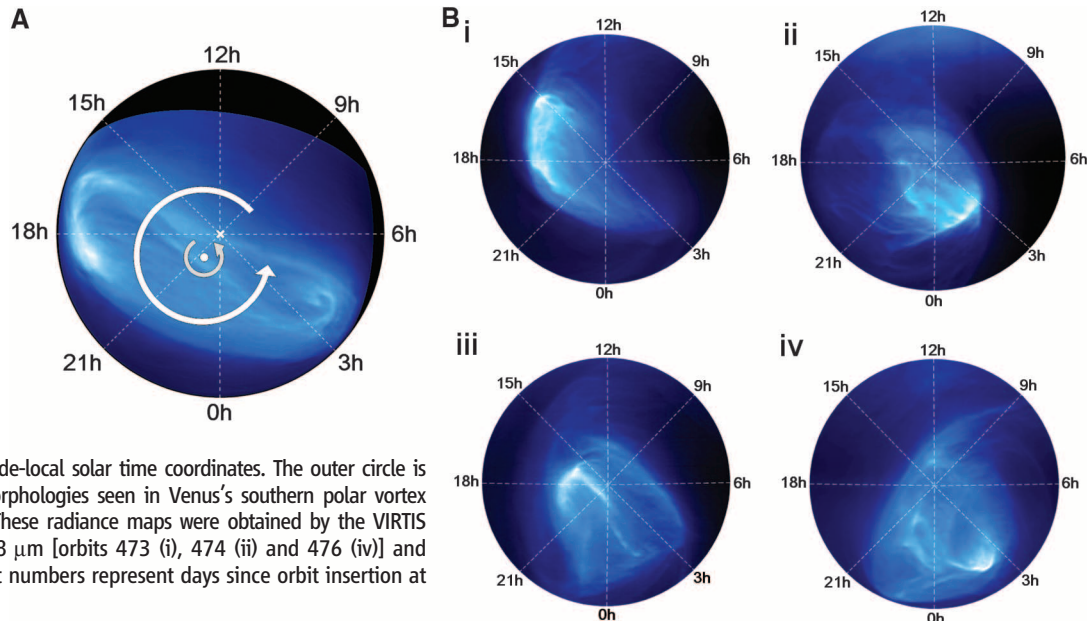 A
12h
15h
9h
18h
6h
21h
3h
0h
B
i
12h
15h
9h
18h
6h
21h
3h
0h
ii
12h
15h
9h
18h
6h
21h
3h
0h
iii
12h
15h
9h
18h
6h
21h
3h
0h
iv
12h
15h
9h
18h
6h
21h
3h
0h
de-local solar time coordinates. The outer circle is
orphologies seen in Venus's southern polar vortex
These radiance maps were obtained by the VIRTIS
8 μm [orbits 473 (i), 474 (ii) and 476 (iv)] and
t numbers represent days since orbit insertion at